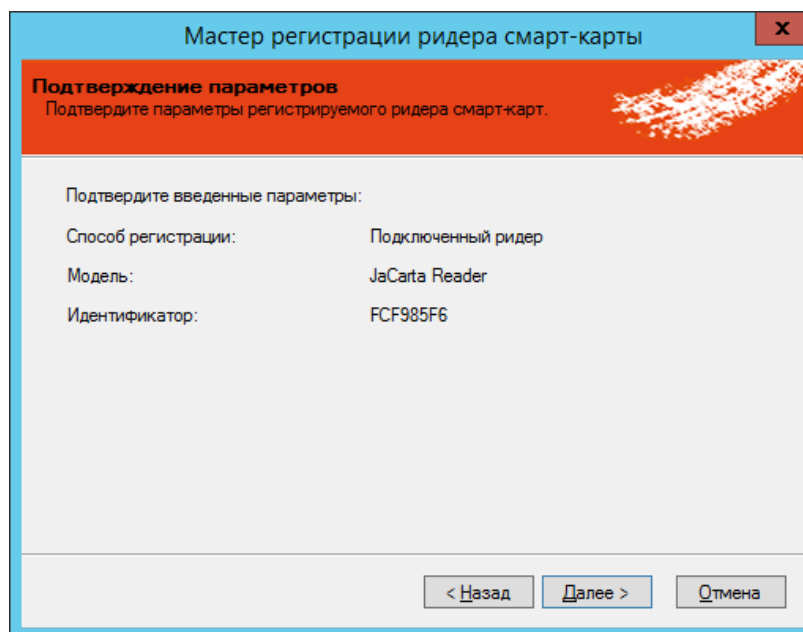 Мастер регистрации ридера смарт-карты
x
Подтверждение параметров
Подтвердите параметры регистрируемого ридера смарт-карт.
Подтвердите введенные параметры:
Способ регистрации: Подключенный ридер
Модель: JaCarta Reader
Идентификатор: FCF985F6
< Назад Далее > Отмена